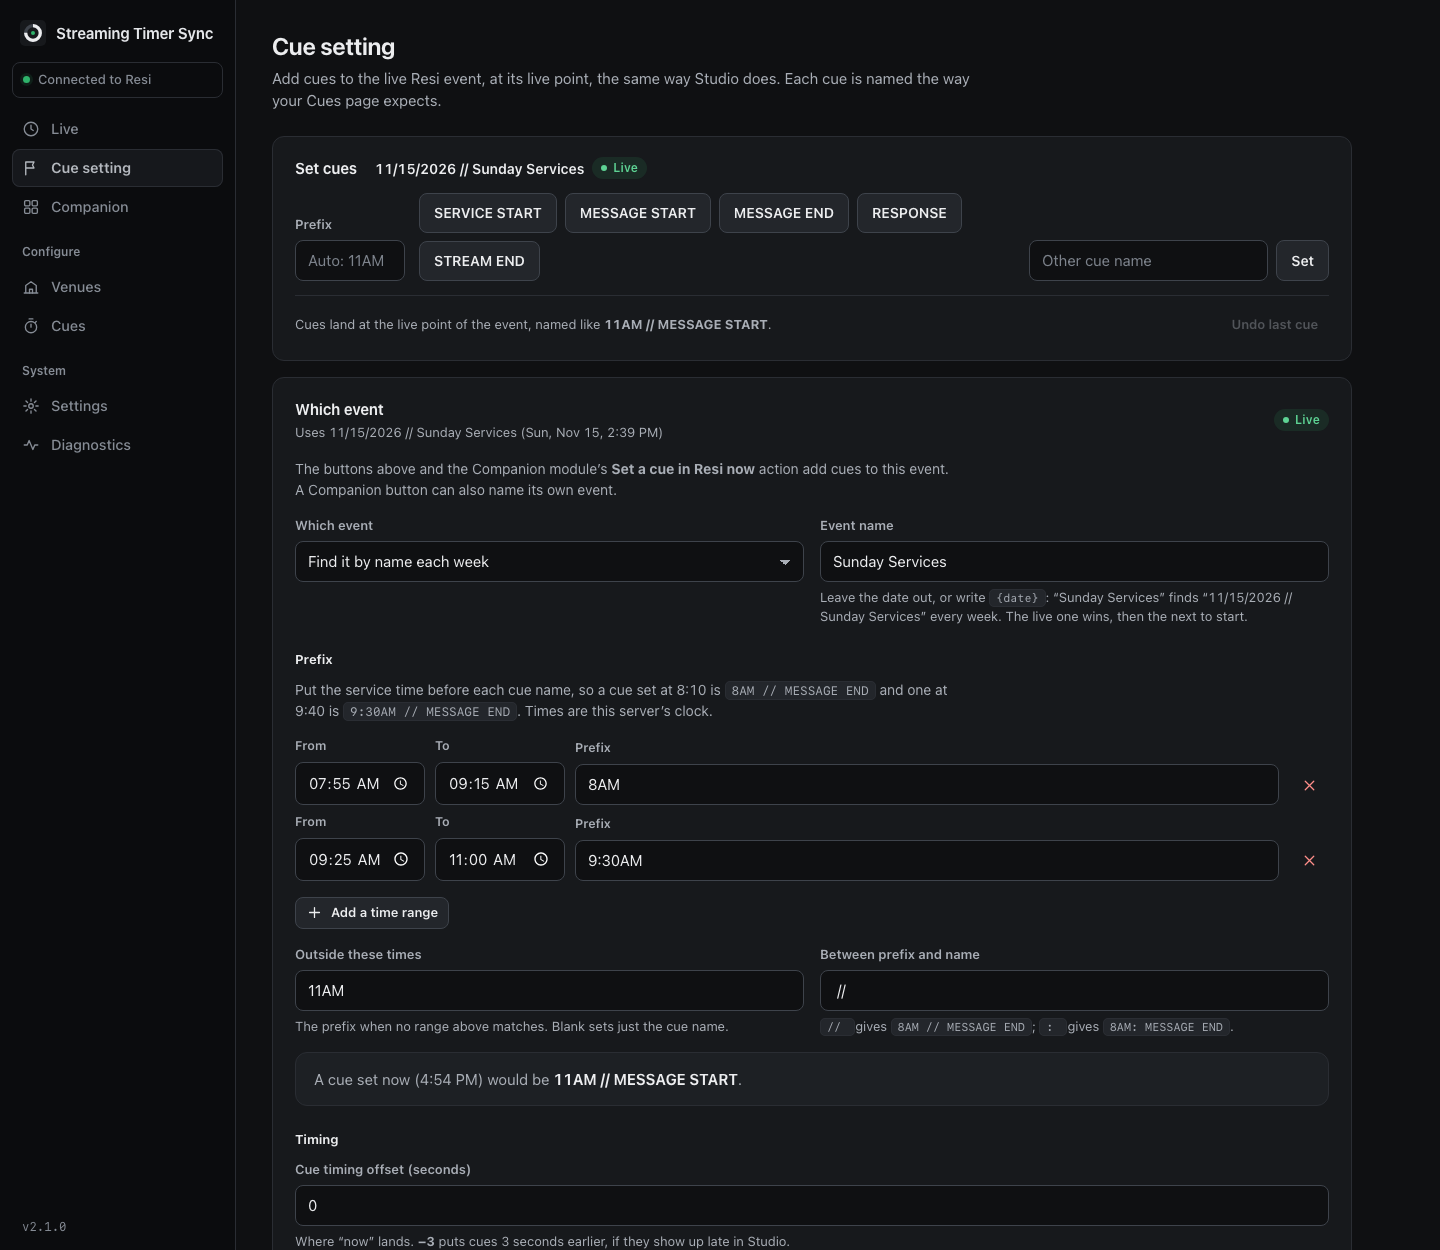 Streaming Timer Sync
Connected to Resi
Live
Cue setting
Companion
Configure
Venues
Cues
System
Settings
Diagnostics
v2.1.0
Cue setting
Add cues to the live Resi event, at its live point, the same way Studio does. Each cue is named the way
your Cues page expects.
Set cues 11/15/2026 // Sunday Services Live
Prefix
Auto: 11AM
SERVICE START MESSAGE START MESSAGE END RESPONSE
STREAM END
Other cue name Set
Cues land at the live point of the event, named like 11AM // MESSAGE START. Undo last cue
Which event
Uses 11/15/2026 // Sunday Services (Sun, Nov 15, 2:39 PM)
Live
The buttons above and the Companion module’s Set a cue in Resi now action add cues to this event.
A Companion button can also name its own event.
Which event Event name
Find it by name each week Sunday Services
Leave the date out, or write {date}: “Sunday Services” finds “11/15/2026 //
Sunday Services” every week. The live one wins, then the next to start.
Prefix
Put the service time before each cue name, so a cue set at 8:10 is 8AM // MESSAGE END and one at
9:40 is 9:30AM // MESSAGE END. Times are this server’s clock.
From To Prefix
07:55 AM 09:15 AM 8AM
From To Prefix
09:25 AM 11:00 AM 9:30AM
Add a time range
Outside these times Between prefix and name
11AM //
The prefix when no range above matches. Blank sets just the cue name. // gives 8AM // MESSAGE END; : gives 8AM: MESSAGE END.
A cue set now (4:54 PM) would be 11AM // MESSAGE START.
Timing
Cue timing offset (seconds)
0
Where “now” lands. −3 puts cues 3 seconds earlier, if they show up late in Studio.